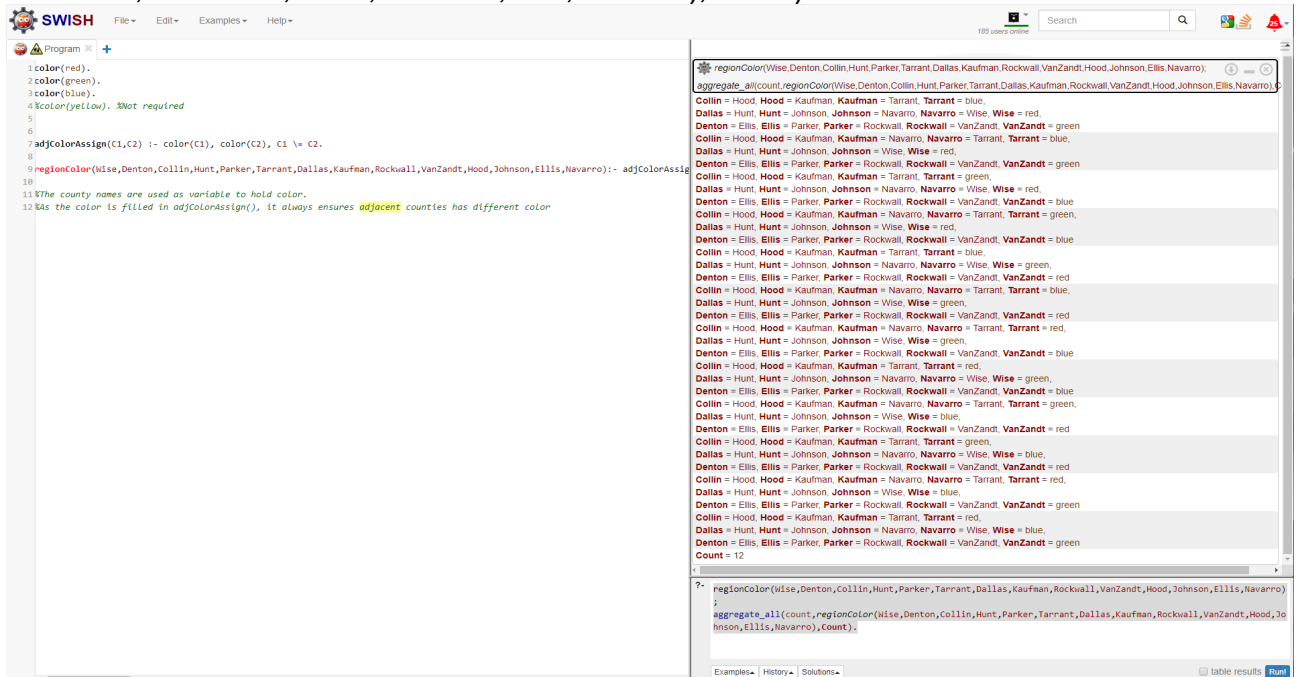 SWISH File Edit Examples Help 185 users online Search 25
Program
1 color(red).
2 color(green).
3 color(blue).
4 %color(yellow). %Not required
5
6
7 adjColorAssign(C1,C2) :- color(C1), color(C2), C1 \= C2.
8
9 regionColor(Wise,Denton,Collin,Hunt,Parker,Tarrant,Dallas,Kaufman,Rockwall,VanZandt,Hood,Johnson,Ellis,Navarro):- adjColorAssig
10
11 %The county names are used as variable to hold color.
12 %As the color is filled in adjColorAssign(), it always ensures adjacent counties has different color
regionColor(Wise,Denton,Collin,Hunt,Parker,Tarrant,Dallas,Kaufman,Rockwall,VanZandt,Hood,Johnson,Ellis,Navarro);
aggregate_all(count,regionColor(Wise,Denton,Collin,Hunt,Parker,Tarrant,Dallas,Kaufman,Rockwall,VanZandt,Hood,Johnson,Ellis,Navarro),C
Collin = Hood, Hood = Kaufman, Kaufman = Tarrant, Tarrant = blue,
Dallas = Hunt, Hunt = Johnson, Johnson = Navarro, Navarro = Wise, Wise = red,
Denton = Ellis, Ellis = Parker, Parker = Rockwall, Rockwall = VanZandt, VanZandt = green
Collin = Hood, Hood = Kaufman, Kaufman = Navarro, Navarro = Tarrant, Tarrant = blue,
Dallas = Hunt, Hunt = Johnson, Johnson = Wise, Wise = red,
Denton = Ellis, Ellis = Parker, Parker = Rockwall, Rockwall = VanZandt, VanZandt = green
Collin = Hood, Hood = Kaufman, Kaufman = Tarrant, Tarrant = green,
Dallas = Hunt, Hunt = Johnson, Johnson = Navarro, Navarro = Wise, Wise = red,
Denton = Ellis, Ellis = Parker, Parker = Rockwall, Rockwall = VanZandt, VanZandt = blue
Collin = Hood, Hood = Kaufman, Kaufman = Navarro, Navarro = Tarrant, Tarrant = green,
Dallas = Hunt, Hunt = Johnson, Johnson = Wise, Wise = red,
Denton = Ellis, Ellis = Parker, Parker = Rockwall, Rockwall = VanZandt, VanZandt = blue
Collin = Hood, Hood = Kaufman, Kaufman = Tarrant, Tarrant = blue,
Dallas = Hunt, Hunt = Johnson, Johnson = Navarro, Navarro = Wise, Wise = green,
Denton = Ellis, Ellis = Parker, Parker = Rockwall, Rockwall = VanZandt, VanZandt = red
Collin = Hood, Hood = Kaufman, Kaufman = Navarro, Navarro = Tarrant, Tarrant = blue,
Dallas = Hunt, Hunt = Johnson, Johnson = Wise, Wise = green,
Denton = Ellis, Ellis = Parker, Parker = Rockwall, Rockwall = VanZandt, VanZandt = red
Collin = Hood, Hood = Kaufman, Kaufman = Navarro, Navarro = Tarrant, Tarrant = red,
Dallas = Hunt, Hunt = Johnson, Johnson = Wise, Wise = green,
Denton = Ellis, Ellis = Parker, Parker = Rockwall, Rockwall = VanZandt, VanZandt = blue
Collin = Hood, Hood = Kaufman, Kaufman = Tarrant, Tarrant = red,
Dallas = Hunt, Hunt = Johnson, Johnson = Navarro, Navarro = Wise, Wise = green,
Denton = Ellis, Ellis = Parker, Parker = Rockwall, Rockwall = VanZandt, VanZandt = blue
Collin = Hood, Hood = Kaufman, Kaufman = Navarro, Navarro = Tarrant, Tarrant = green,
Dallas = Hunt, Hunt = Johnson, Johnson = Wise, Wise = blue,
Denton = Ellis, Ellis = Parker, Parker = Rockwall, Rockwall = VanZandt, VanZandt = red
Collin = Hood, Hood = Kaufman, Kaufman = Tarrant, Tarrant = green,
Dallas = Hunt, Hunt = Johnson, Johnson = Navarro, Navarro = Wise, Wise = blue,
Denton = Ellis, Ellis = Parker, Parker = Rockwall, Rockwall = VanZandt, VanZandt = red
Collin = Hood, Hood = Kaufman, Kaufman = Navarro, Navarro = Tarrant, Tarrant = red,
Dallas = Hunt, Hunt = Johnson, Johnson = Wise, Wise = blue,
Denton = Ellis, Ellis = Parker, Parker = Rockwall, Rockwall = VanZandt, VanZandt = green
Collin = Hood, Hood = Kaufman, Kaufman = Tarrant, Tarrant = red,
Dallas = Hunt, Hunt = Johnson, Johnson = Navarro, Navarro = Wise, Wise = blue,
Denton = Ellis, Ellis = Parker, Parker = Rockwall, Rockwall = VanZandt, VanZandt = green
Count = 12
?- regionColor(Wise,Denton,Collin,Hunt,Parker,Tarrant,Dallas,Kaufman,Rockwall,VanZandt,Hood,Johnson,Ellis,Navarro)
;
aggregate_all(count,regionColor(Wise,Denton,Collin,Hunt,Parker,Tarrant,Dallas,Kaufman,Rockwall,VanZandt,Hood,Jo
hnson,Ellis,Navarro),Count).
Examples History Solutions table results Run!